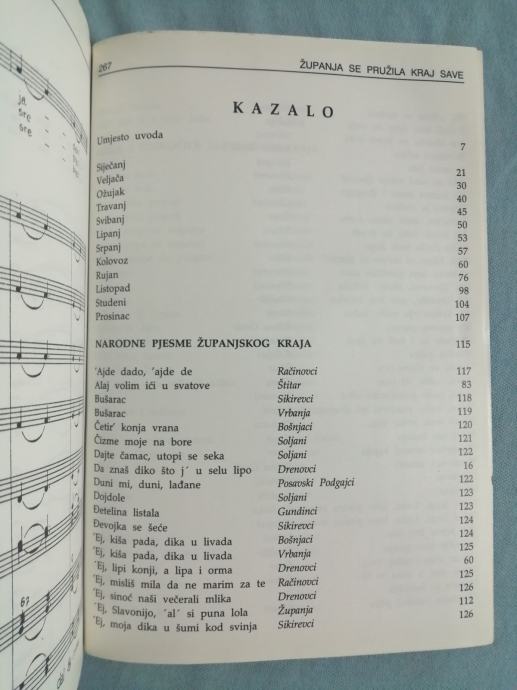 ja
sre
sre
267 ŽUPANJA SE PRUŽILA KRAJ SAVE
KAZALO
Umjesto uvoda 7
Siječanj 21
Veljača 30
Ožujak 40
Travanj 45
Svibanj 50
Lipanj 53
Srpanj 57
Kolovoz 60
Rujan 76
Listopad 98
Studeni 104
Prosinac 107
NARODNE PJESME ŽUPANJSKOG KRAJA 115
´Ajde dado, ´ajde de Račinovci 117
Alaj volim ići u svatove Štitar 83
Bušarac Sikirevci 118
Bušarac Vrbanja 119
Četir´ konja vrana Bošnjaci 120
Čizme moje na bore Soljani 121
Dajte čamac, utopi se seka Soljani 122
Da znaš diko što j´ u selu lipo Drenovci 16
Duni mi, duni, lađane Posavski Podgajci 122
Dojdole Soljani 123
Đetelina listala Gundinci 123
Đevojka se šeće Sikirevci 124
´Ej, kiša pada, dika u livada Bošnjaci 124
´Ej, kiša pada, dika u livada Vrbanja 125
´Ej, lipi konji, a lipa i orma Drenovci 60
´Ej, misliš mila da ne marim za te Račinovci 125
´Ej, sinoć naši večerali mlika Drenovci 126
´Ej, Slavonijo, ´al´ si puna lola Županja 112
´Ej, moja dika u šumi kod svinja Sikirevci 126